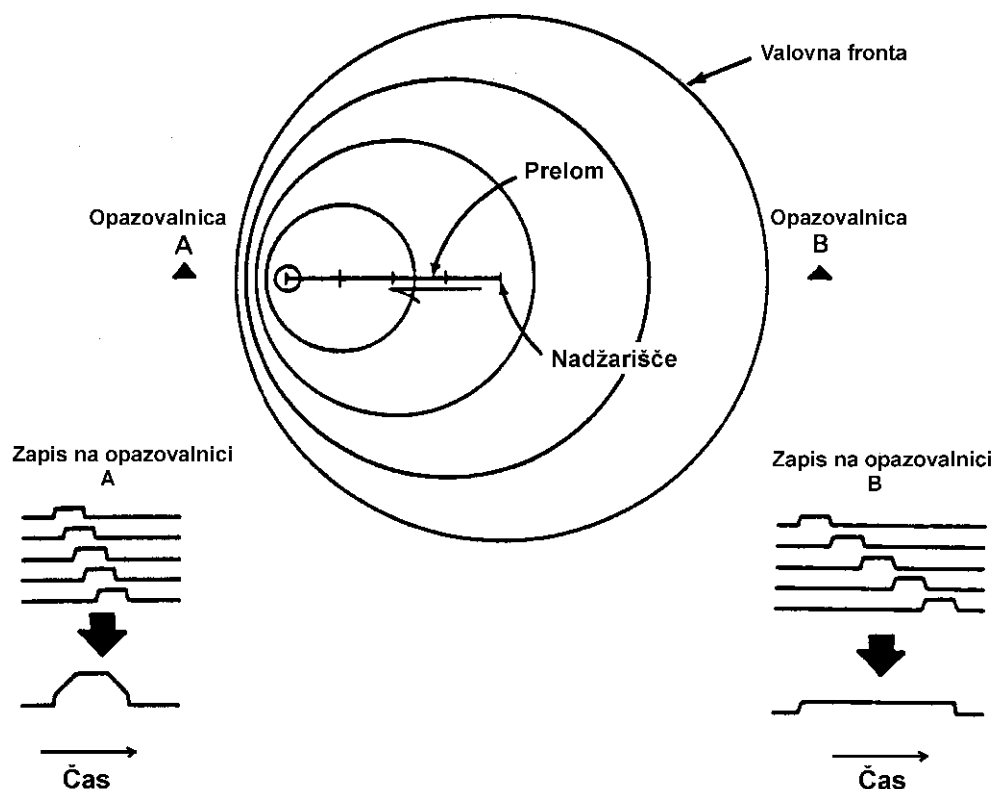 Valovna fronta
Prelom
Opazovalnica
A
Opazovalnica
B
Nadžarišče
Zapis na opazovalnici
A
Zapis na opazovalnici
B
Čas
Čas